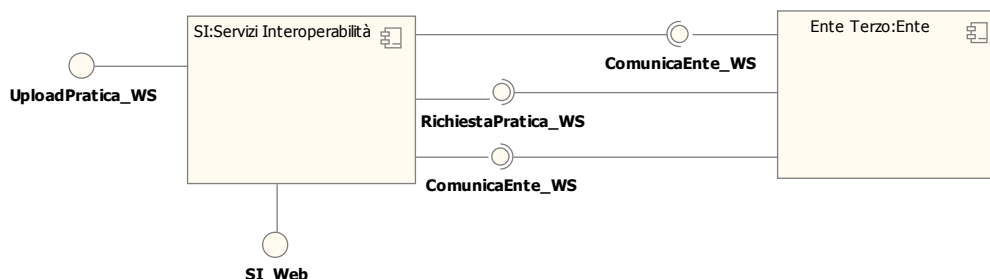 SI:Servizi Interoperabilità
Ente Terzo:Ente
ComunicaEnte_WS
UploadPratica_WS
RichiestaPratica_WS
ComunicaEnte_WS
SI_Web